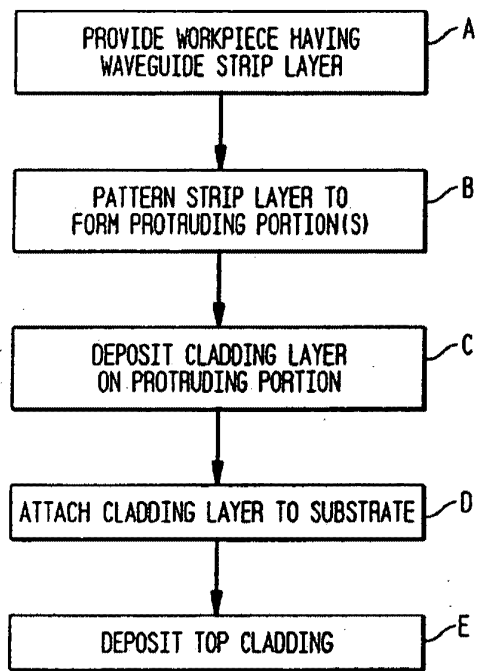 PROVIDE WORKPIECE HAVING
WAVEGUIDE STRIP LAYER
A
PATTERN STRIP LAYER TO
FORM PROTRUDING PORTION(S)
B
DEPOSIT CLADDING LAYER
ON PROTRUDING PORTION
C
ATTACH CLADDING LAYER TO SUBSTRATE
D
DEPOSIT TOP CLADDING
E